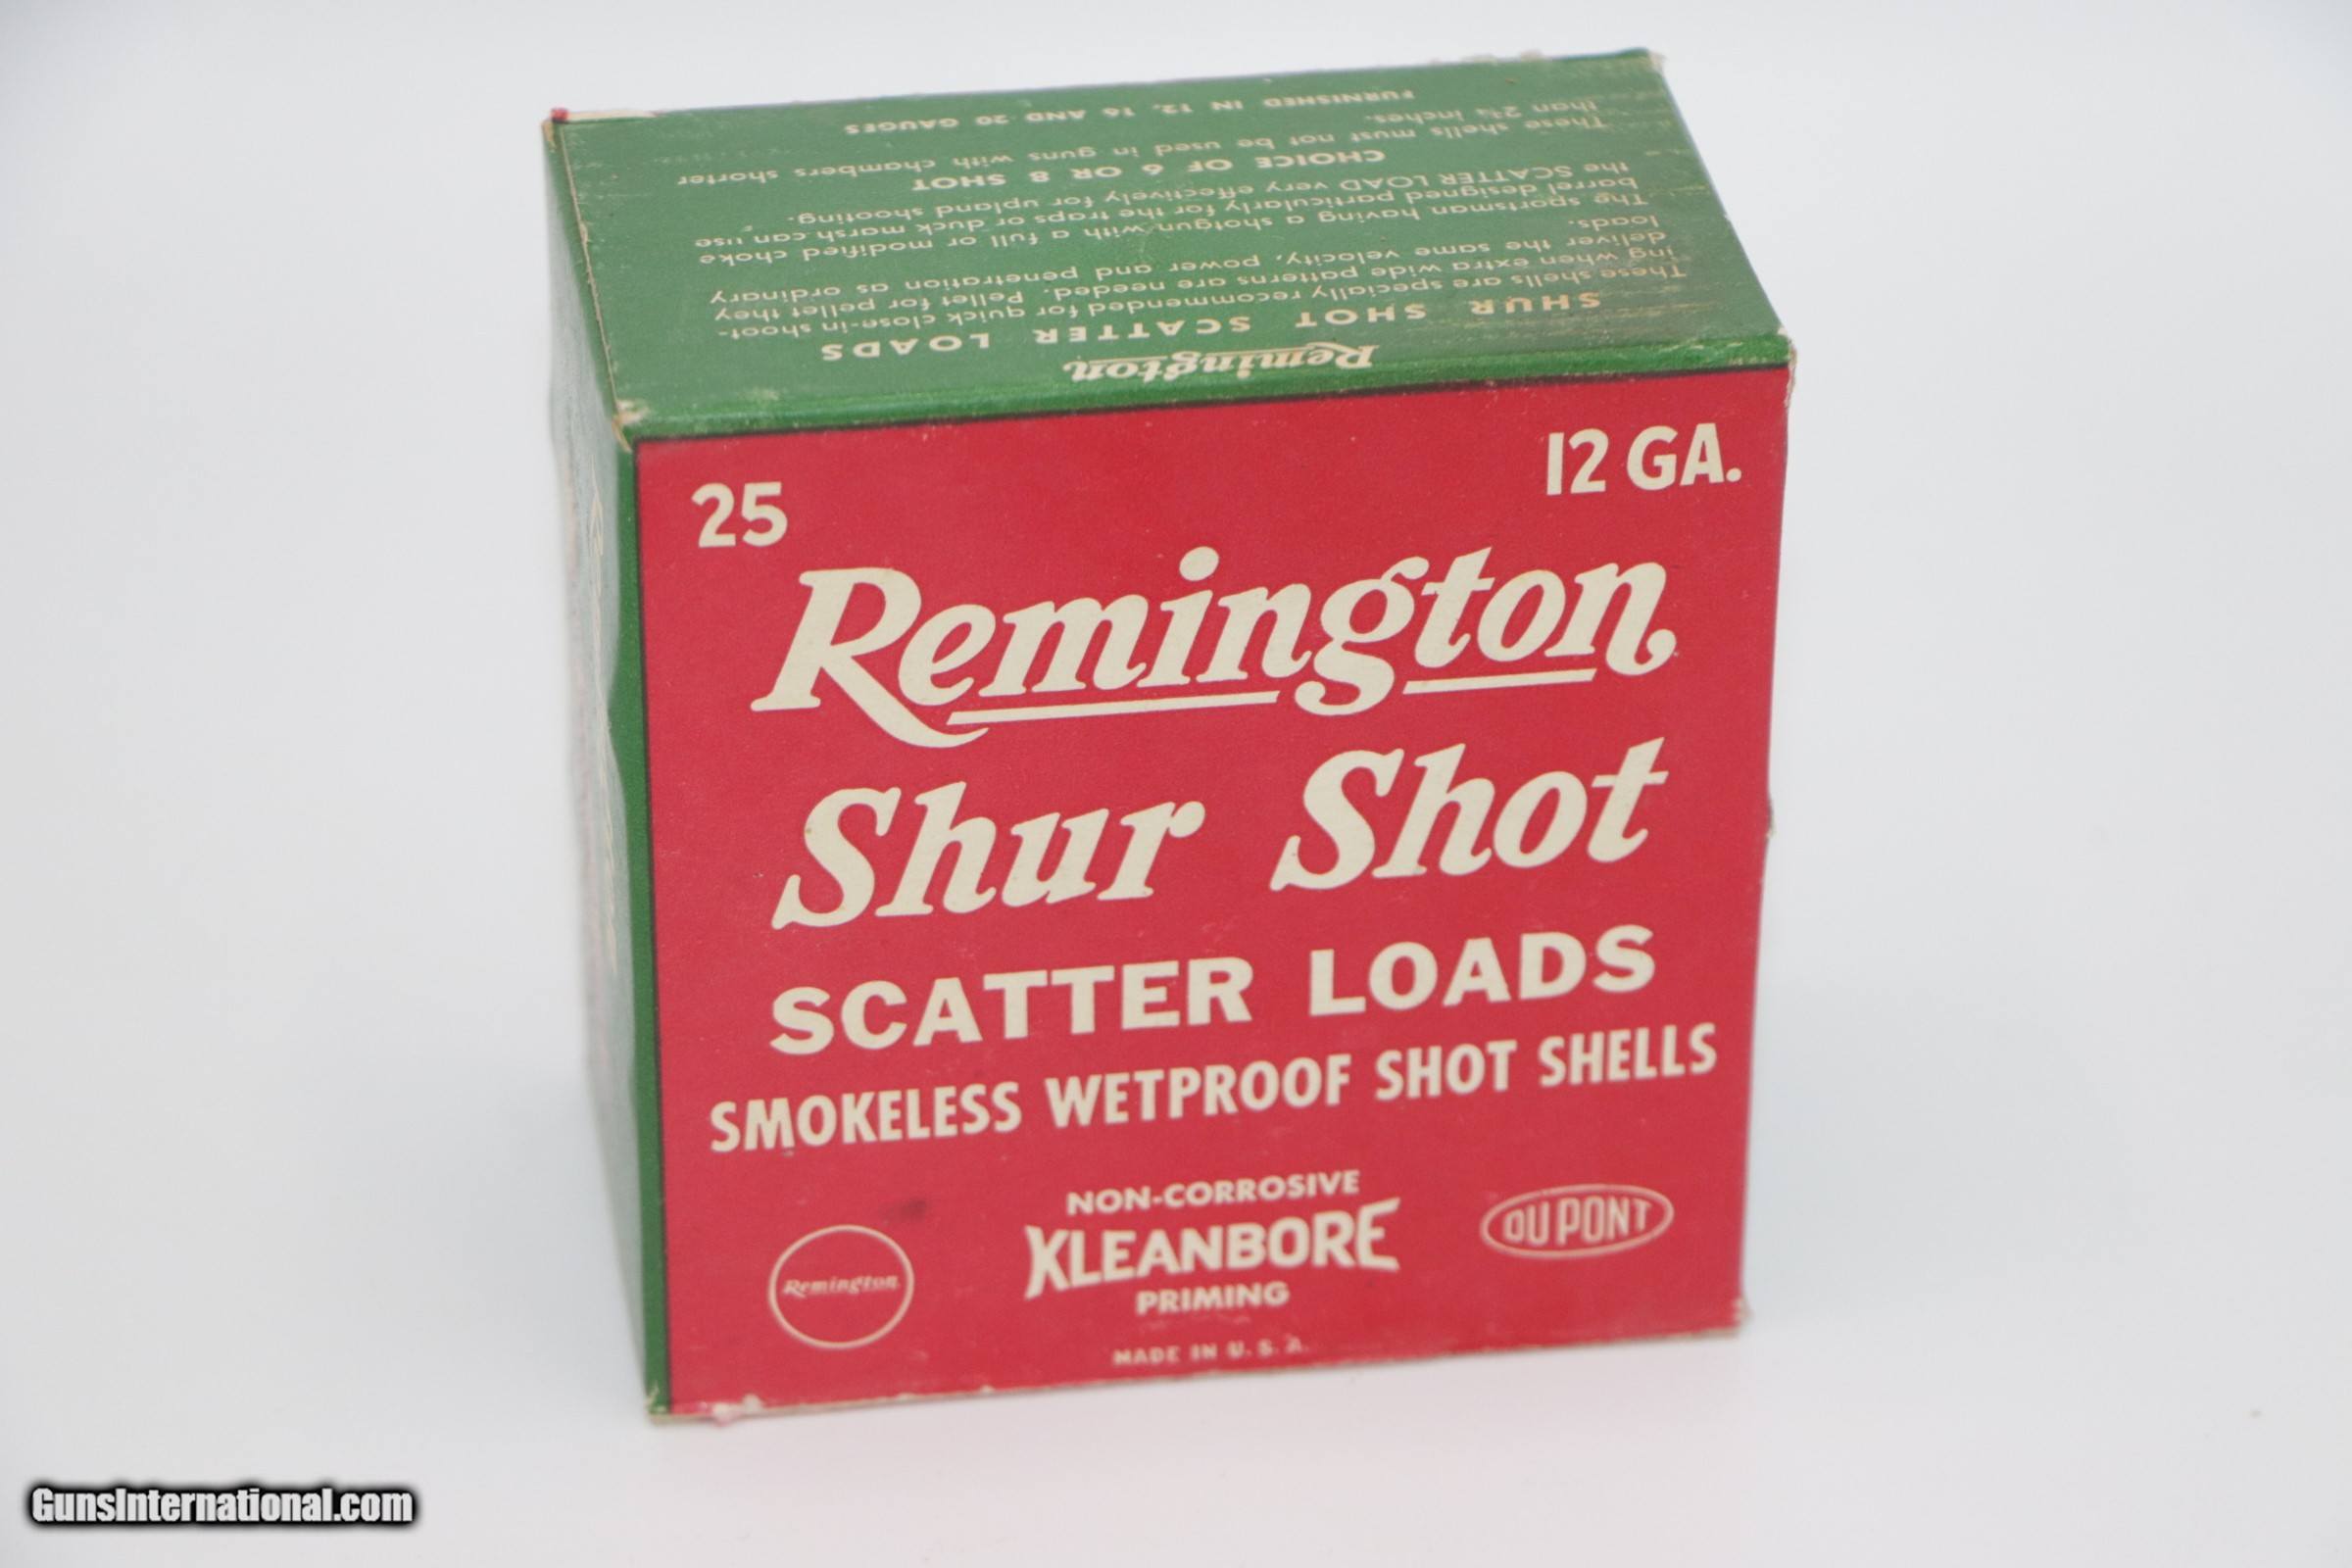 FURNISHED IN 12, 16 AND 20 GAUGES
These shells must not be used in guns with chambers shorter
than 2¾ inches.
CHOICE OF 6 OR 8 SHOT
The sportsman having a shotgun with a full or modified choke
barrel designed particularly for the traps or duck marsh can use
the SCATTER LOAD very effectively for upland shooting.
These shells are specially recommended for quick close-in shoot-
ing when extra wide patterns are needed. Pellet for pellet they
deliver the same velocity, power and penetration as ordinary
loads.
SHUR SHOT SCATTER LOADS
Remington
25
12 GA.
Remington
Shur Shot
SCATTER LOADS
SMOKELESS WETPROOF SHOT SHELLS
NON-CORROSIVE
KLEANBORE
PRIMING
Remington
DU PONT
MADE IN U.S.A.
GunsInternational.com